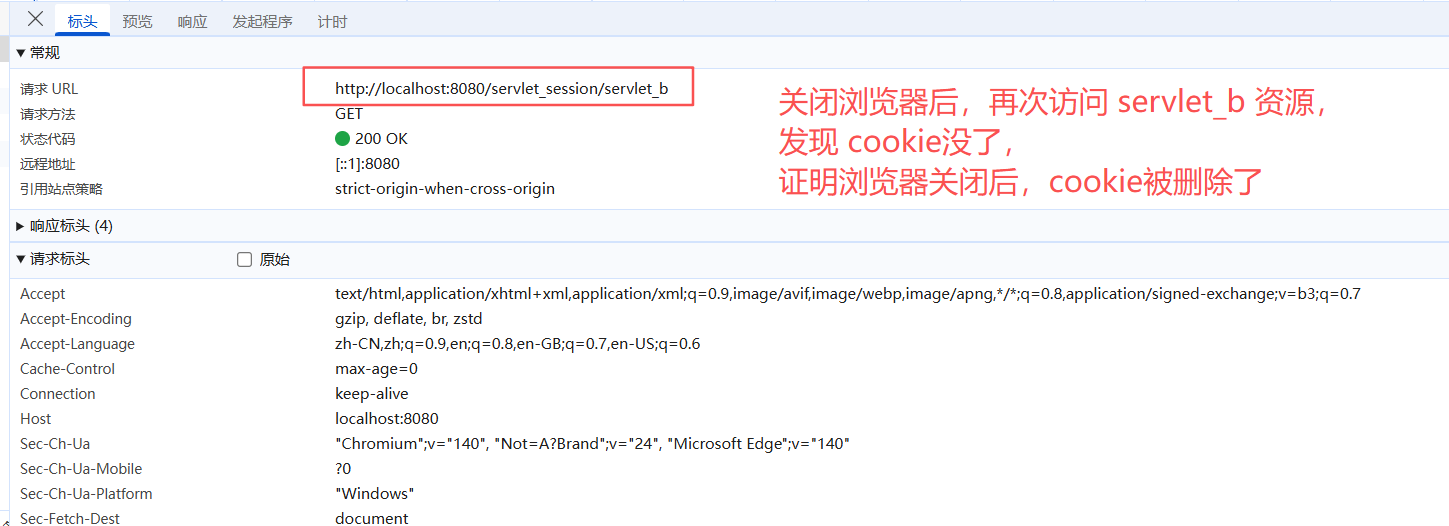 标头 预览 响应 发起程序 计时
常规
请求 URL http://localhost:8080/servlet_session/servlet_b
请求方法 GET
状态代码 200 OK
远程地址 [::1]:8080
引用站点策略 strict-origin-when-cross-origin
关闭浏览器后，再次访问 servlet_b 资源，
发现 cookie没了，
证明浏览器关闭后，cookie被删除了
响应标头 (4)
请求标头 原始
Accept text/html,application/xhtml+xml,application/xml;q=0.9,image/avif,image/webp,image/apng,*/*;q=0.8,application/signed-exchange;v=b3;q=0.7
Accept-Encoding gzip, deflate, br, zstd
Accept-Language zh-CN,zh;q=0.9,en;q=0.8,en-GB;q=0.7,en-US;q=0.6
Cache-Control max-age=0
Connection keep-alive
Host localhost:8080
Sec-Ch-Ua "Chromium";v="140", "Not=A?Brand";v="24", "Microsoft Edge";v="140"
Sec-Ch-Ua-Mobile ?0
Sec-Ch-Ua-Platform "Windows"
Sec-Fetch-Dest document